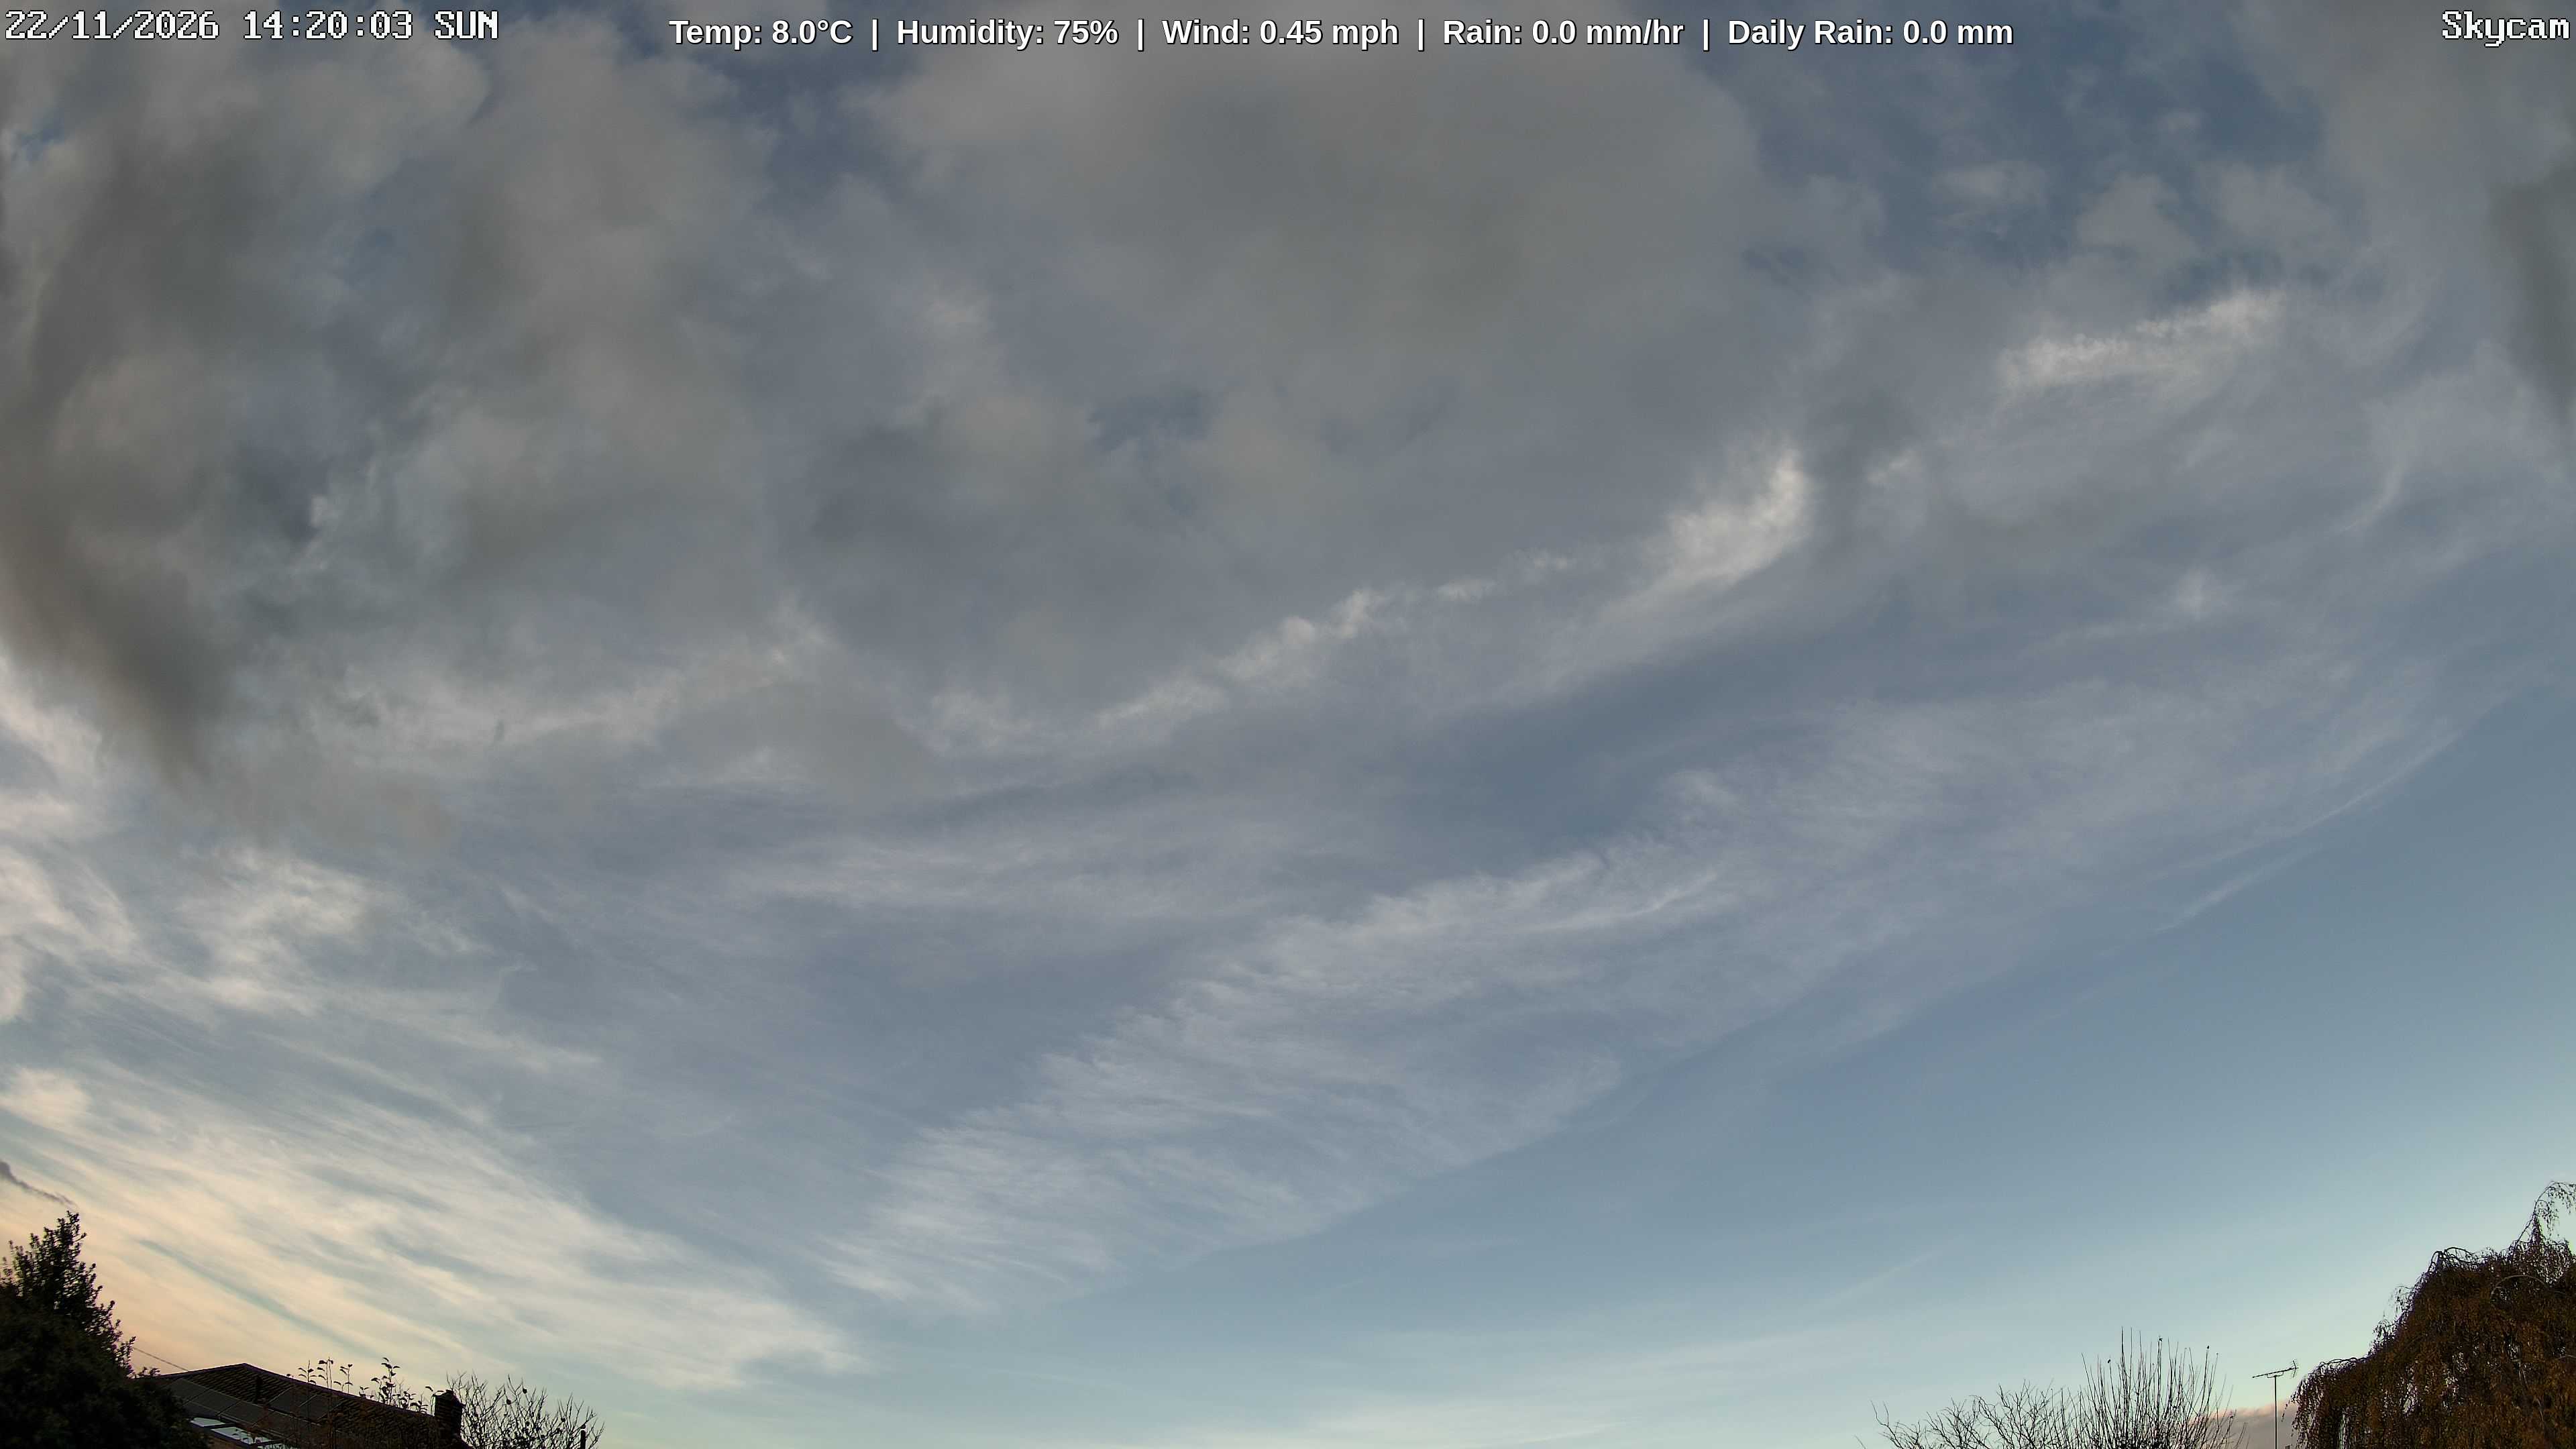 22/11/2026 14:20:03 SUN
Temp: 8.0°C | Humidity: 75% | Wind: 0.45 mph | Rain: 0.0 mm/hr | Daily Rain: 0.0 mm
Skycam